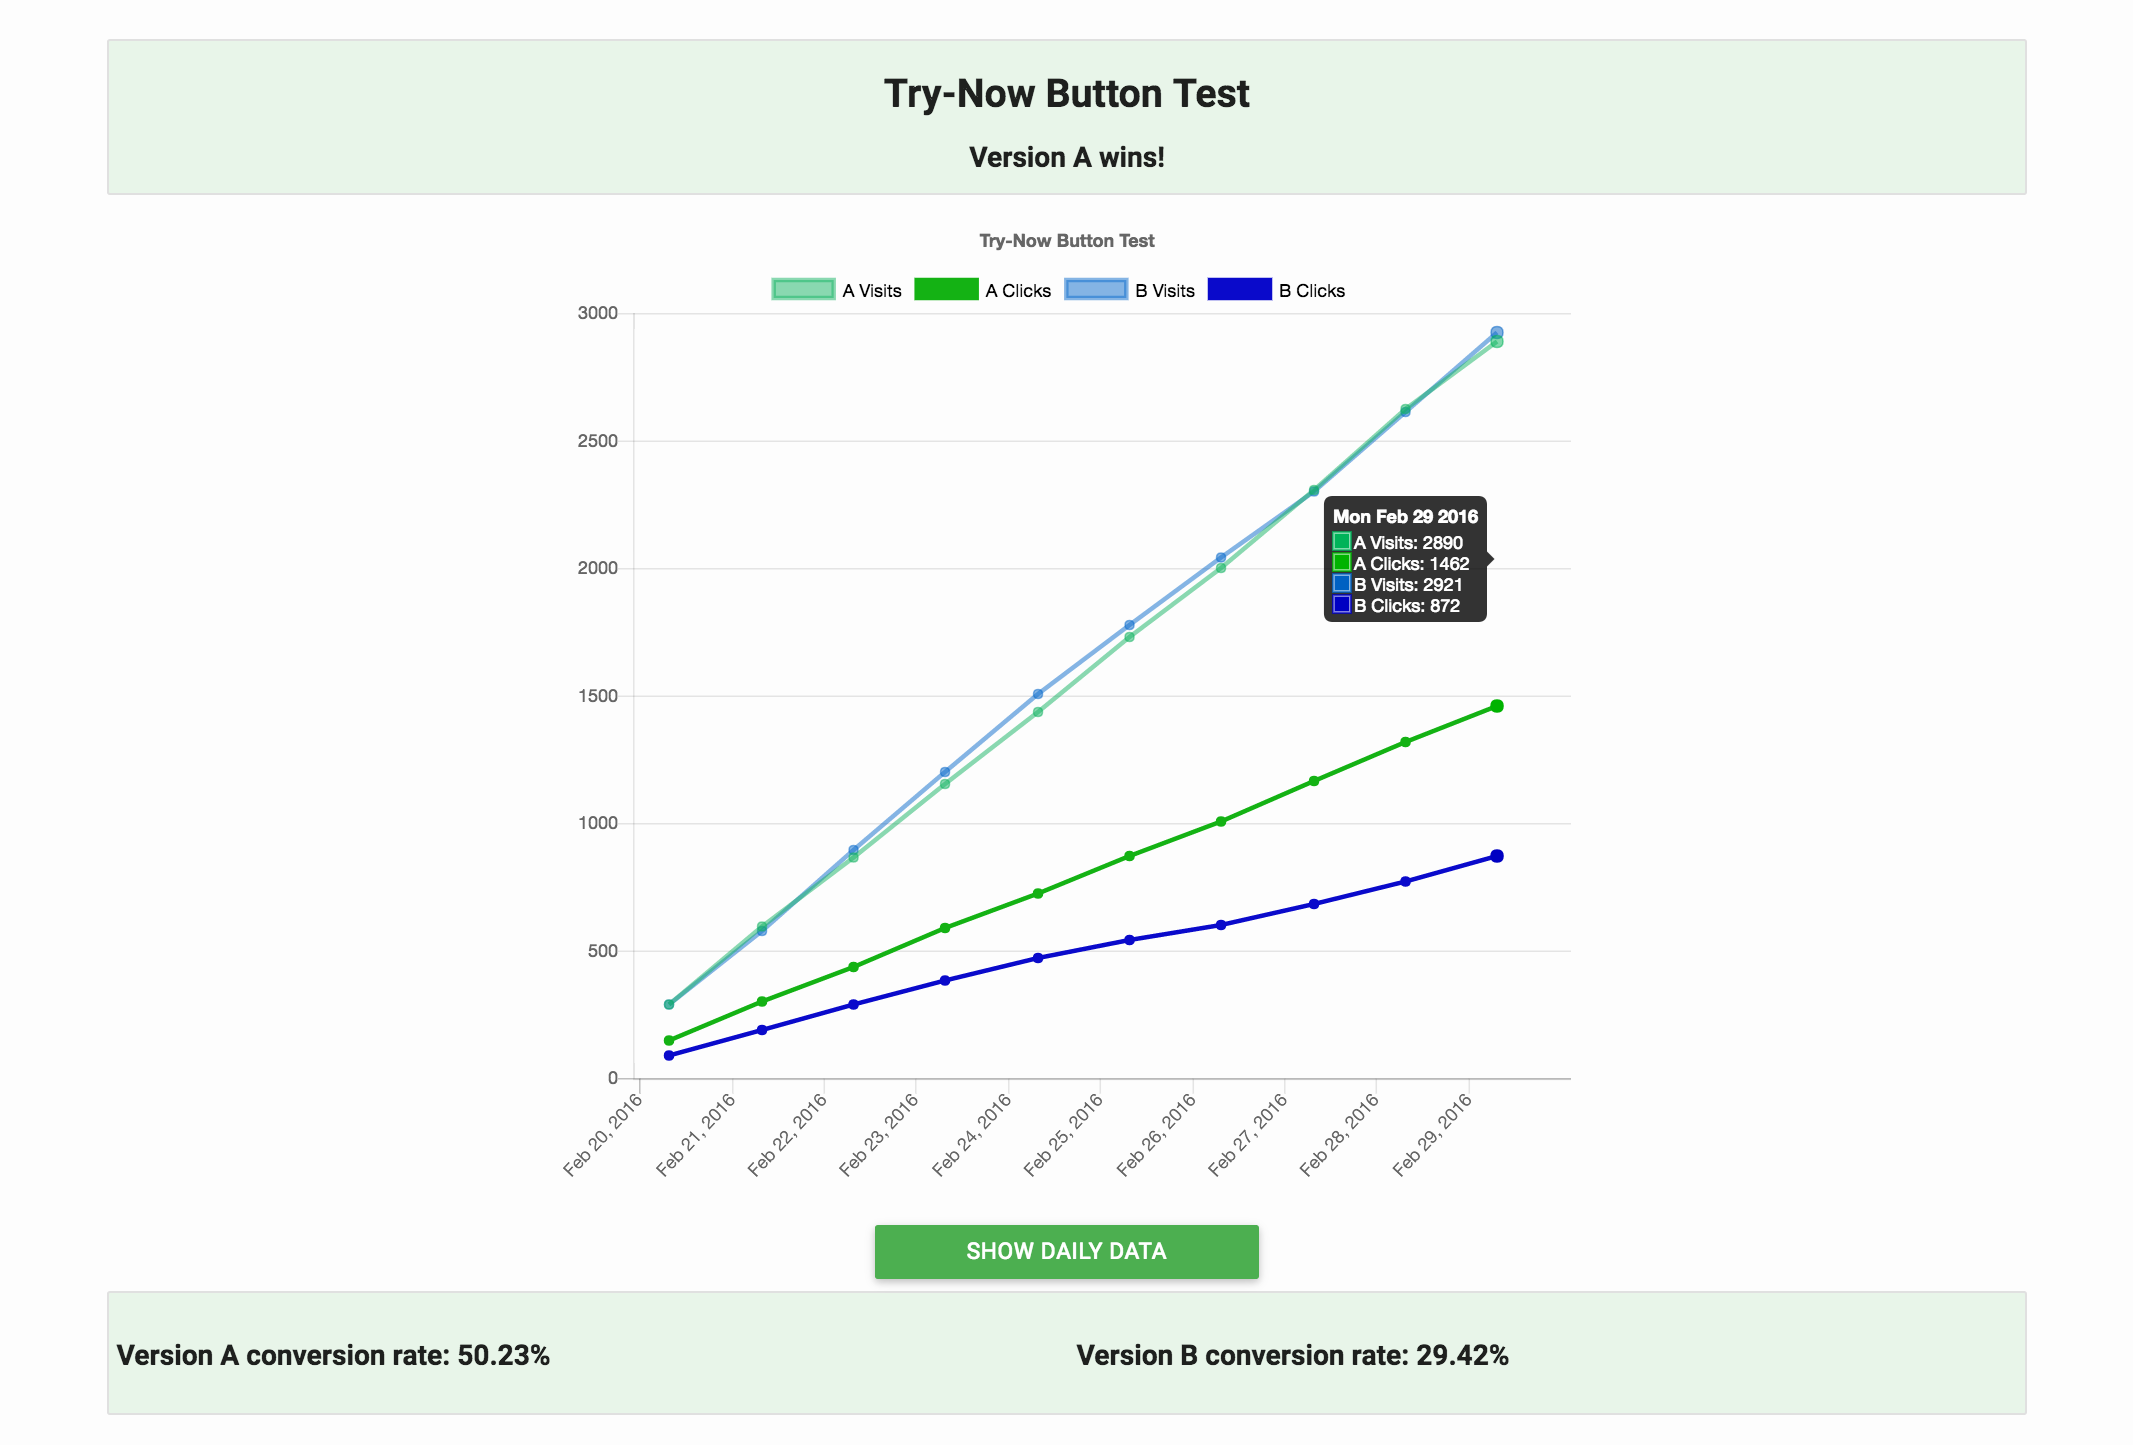 Try-Now Button Test
Version A wins!
Try-Now Button Test
A Visits A Clicks B Visits B Clicks
3000
2500
2000
1500
1000
500
0
Mon Feb 29 2016
A Visits: 2890
A Clicks: 1462
B Visits: 2921
B Clicks: 872
Feb 20, 2016
Feb 21, 2016
Feb 22, 2016
Feb 23, 2016
Feb 24, 2016
Feb 25, 2016
Feb 26, 2016
Feb 27, 2016
Feb 28, 2016
Feb 29, 2016
SHOW DAILY DATA
Version A conversion rate: 50.23%
Version B conversion rate: 29.42%